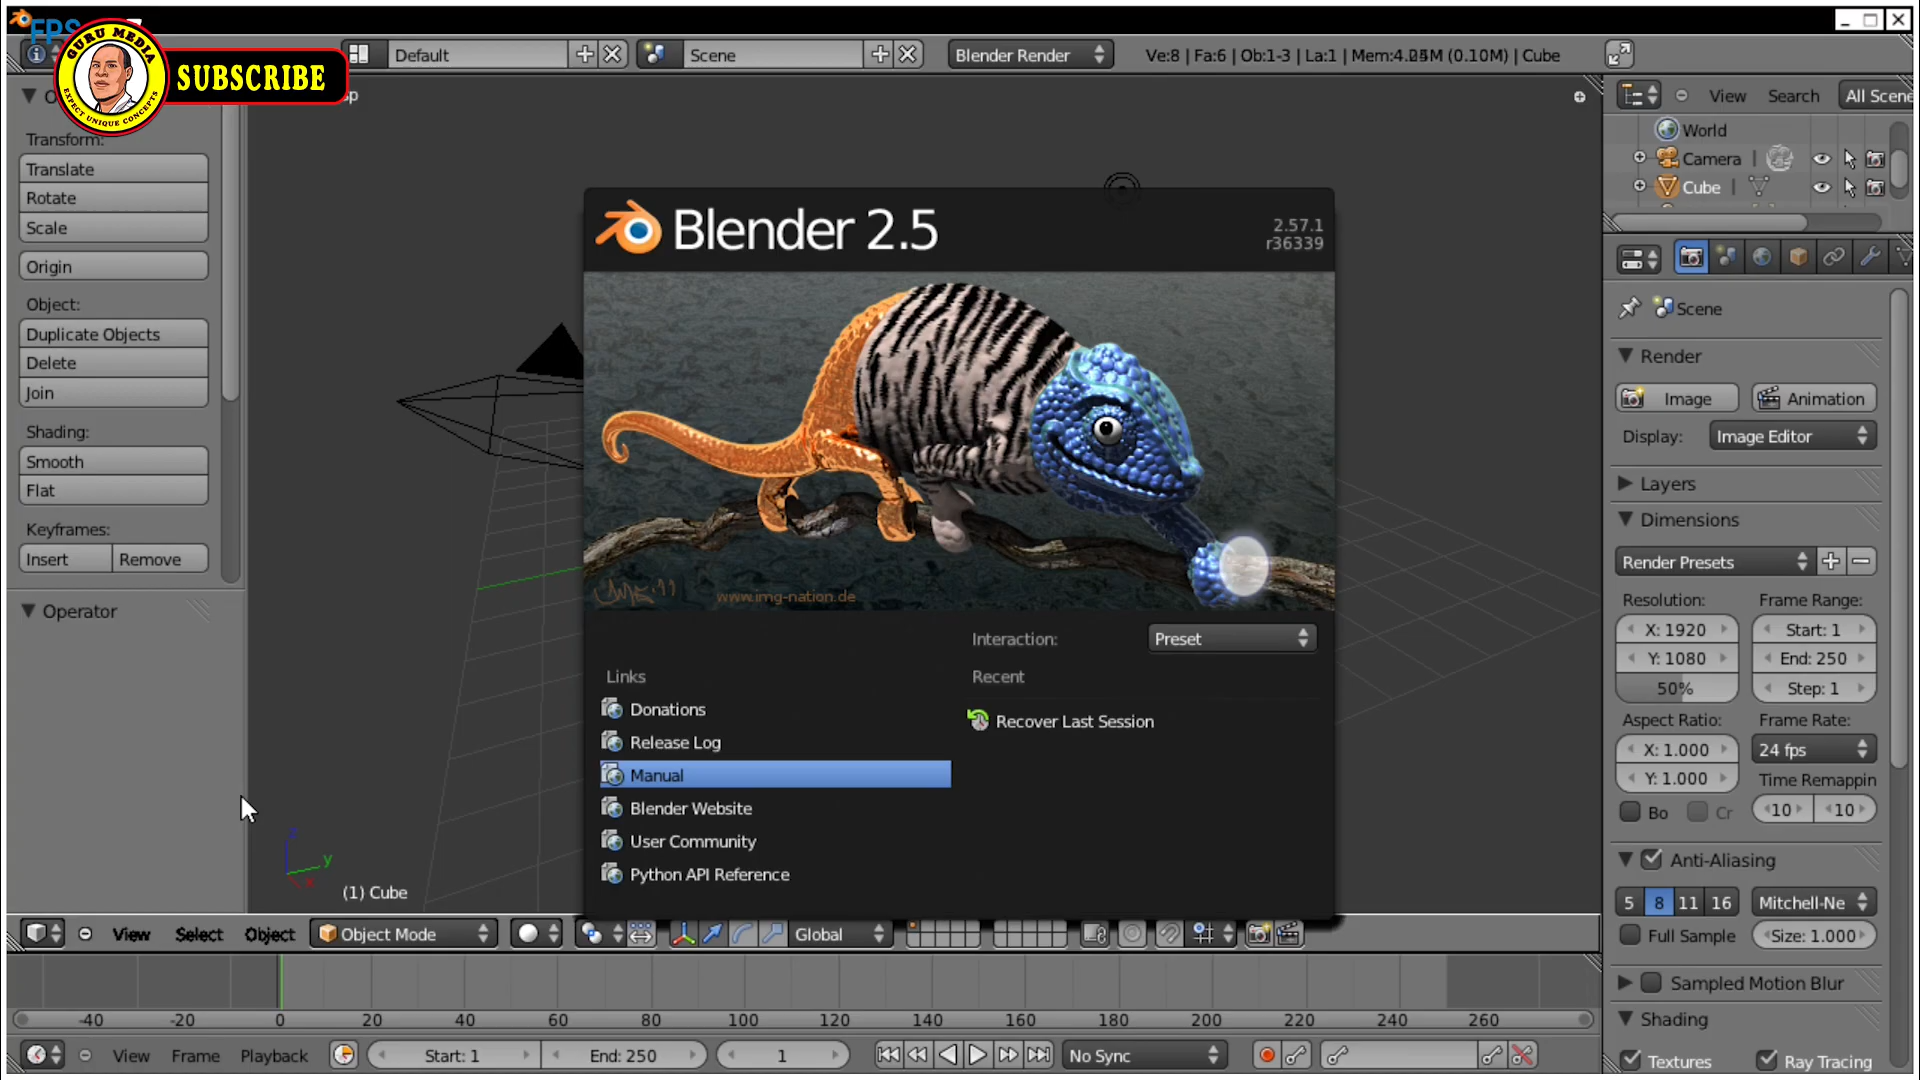 FPS
GURU MEDIA
EXPECT UNIQUE CONCEPTS
SUBSCRIBE
Default
Scene
Blender Render
Ve:8 | Fa:6 | Ob:1-3 | La:1 | Mem:4.05M (0.10M) | Cube
sp
View
Search
All Scene
World
Camera
Cube
Transform:
Translate
Rotate
Scale
Origin
Object:
Duplicate Objects
Delete
Join
Shading:
Smooth
Flat
Keyframes:
Insert
Remove
Operator
Blender 2.5
2.57.1
r36339
www.img-nation.de
Interaction:
Preset
Links
Recent
Donations
Recover Last Session
Release Log
Manual
Blender Website
User Community
Python API Reference
z
y
x
(1) Cube
Scene
Render
Image
Animation
Display:
Image Editor
Layers
Dimensions
Render Presets
Resolution:
Frame Range:
X: 1920
Start: 1
Y: 1080
End: 250
50%
Step: 1
Aspect Ratio:
Frame Rate:
X: 1.000
24 fps
Y: 1.000
Time Remappin
Bo
Cr
10
10
Anti-Aliasing
5
8
11
16
Mitchell-Ne
Full Sample
Size: 1.000
Sampled Motion Blur
Shading
Textures
Ray Tracing
View
Select
Object
Object Mode
Global
-40
-20
0
20
40
60
80
100
120
140
160
180
200
220
240
260
View
Frame
Playback
Start: 1
End: 250
1
No Sync